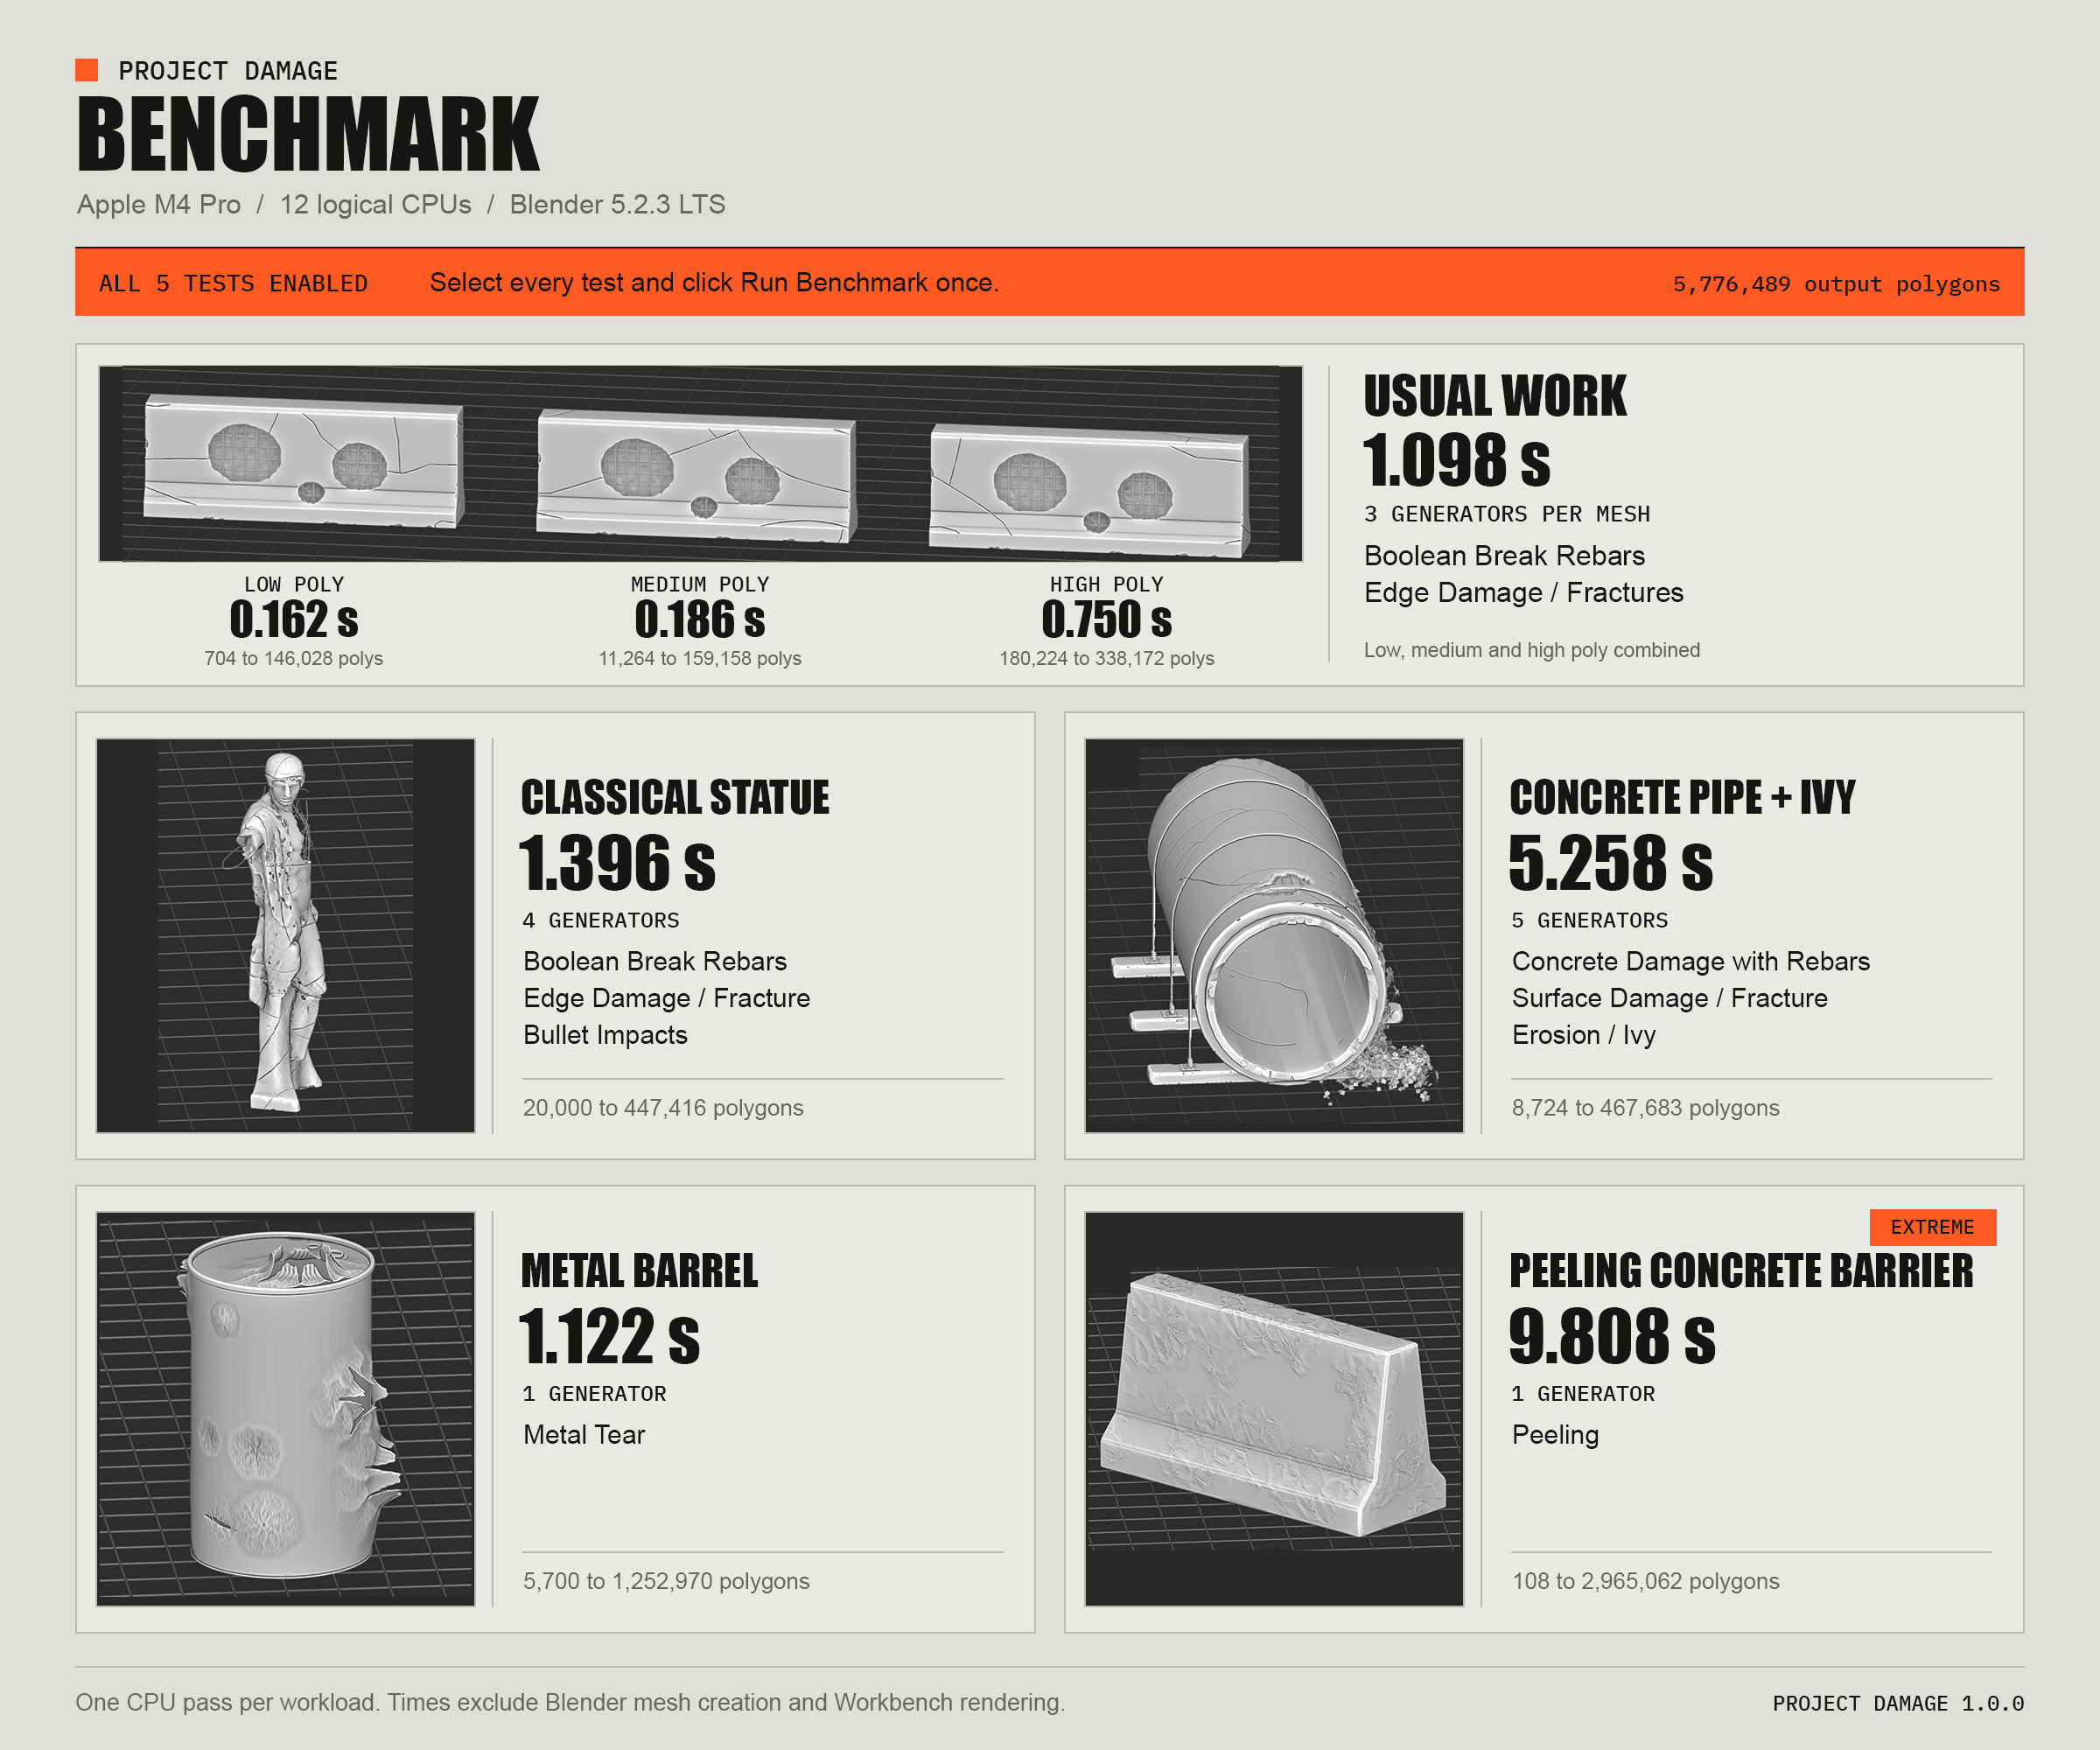 PROJECT DAMAGE
BENCHMARK
Apple M4 Pro / 12 logical CPUs / Blender 5.2.3 LTS
ALL 5 TESTS ENABLED
Select every test and click Run Benchmark once.
5,776,489 output polygons
LOW POLY
0.162 s
704 to 146,028 polys
MEDIUM POLY
0.186 s
11,264 to 159,158 polys
HIGH POLY
0.750 s
180,224 to 338,172 polys
USUAL WORK
1.098 s
3 GENERATORS PER MESH
Boolean Break Rebars
Edge Damage / Fractures
Low, medium and high poly combined
CLASSICAL STATUE
1.396 s
4 GENERATORS
Boolean Break Rebars
Edge Damage / Fracture
Bullet Impacts
20,000 to 447,416 polygons
CONCRETE PIPE + IVY
5.258 s
5 GENERATORS
Concrete Damage with Rebars
Surface Damage / Fracture
Erosion / Ivy
8,724 to 467,683 polygons
METAL BARREL
1.122 s
1 GENERATOR
Metal Tear
5,700 to 1,252,970 polygons
EXTREME
PEELING CONCRETE BARRIER
9.808 s
1 GENERATOR
Peeling
108 to 2,965,062 polygons
One CPU pass per workload. Times exclude Blender mesh creation and Workbench rendering.
PROJECT DAMAGE 1.0.0